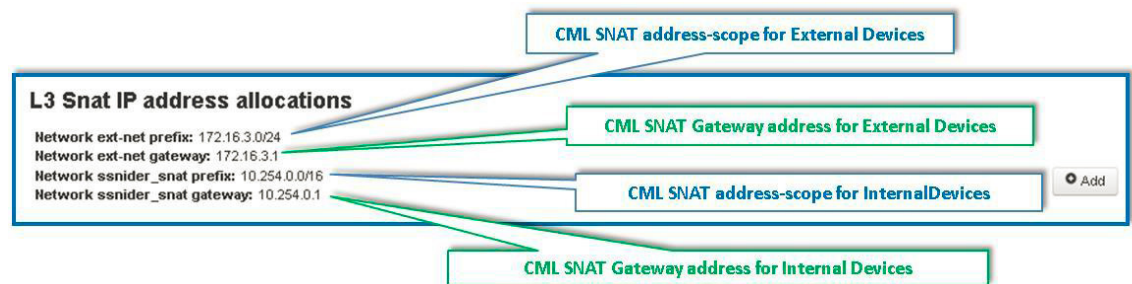 CML SNAT address-scope for External Devices
L3 Snat IP address allocations
Network ext-net prefix: 172.16.3.0/24
CML SNAT Gateway address for External Devices
Network ext-net gateway: 172.16.3.1
Network ssnider_snat prefix: 10.254.0.0/16
Add
CML SNAT address-scope for InternalDevices
Network ssnider_snat gateway: 10.254.0.1
CML SNAT Gateway address for Internal Devices